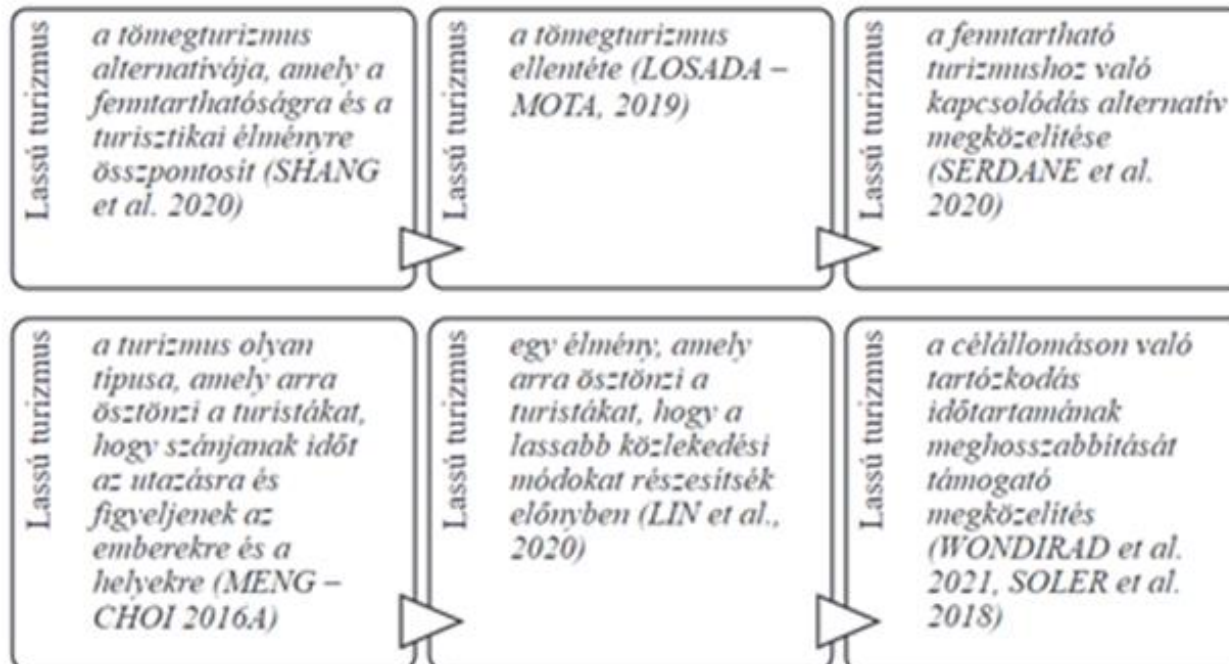 Lassú turizmus
a tömegturizmus
alternatívája, amely a
fenntarthatóságra és a
turisztikai élményre
összpontosít (SHANG
et al. 2020)
Lassú turizmus
a tömegturizmus
ellentéte (LOSADA –
MOTA, 2019)
Lassú turizmus
a fenntartható
turizmushoz való
kapcsolódás alternatív
megközelítése
(SERDANE et al.
2020)
Lassú turizmus
a turizmus olyan
típusa, amely arra
ösztönzi a turistákat,
hogy szánjanak időt
az utazásra és
figyeljenek az
emberekre és a
helyekre (MENG –
CHOI 2016A)
Lassú turizmus
egy élmény, amely
arra ösztönzi a
turistákat, hogy a
lassabb közlekedési
módokat részesítsék
előnyben (LIN et al.,
2020)
Lassú turizmus
a célállomáson való
tartózkodás
időtartamának
meghosszabbítását
támogató
megközelítés
(WONDIRAD et al.
2021, SOLER et al.
2018)